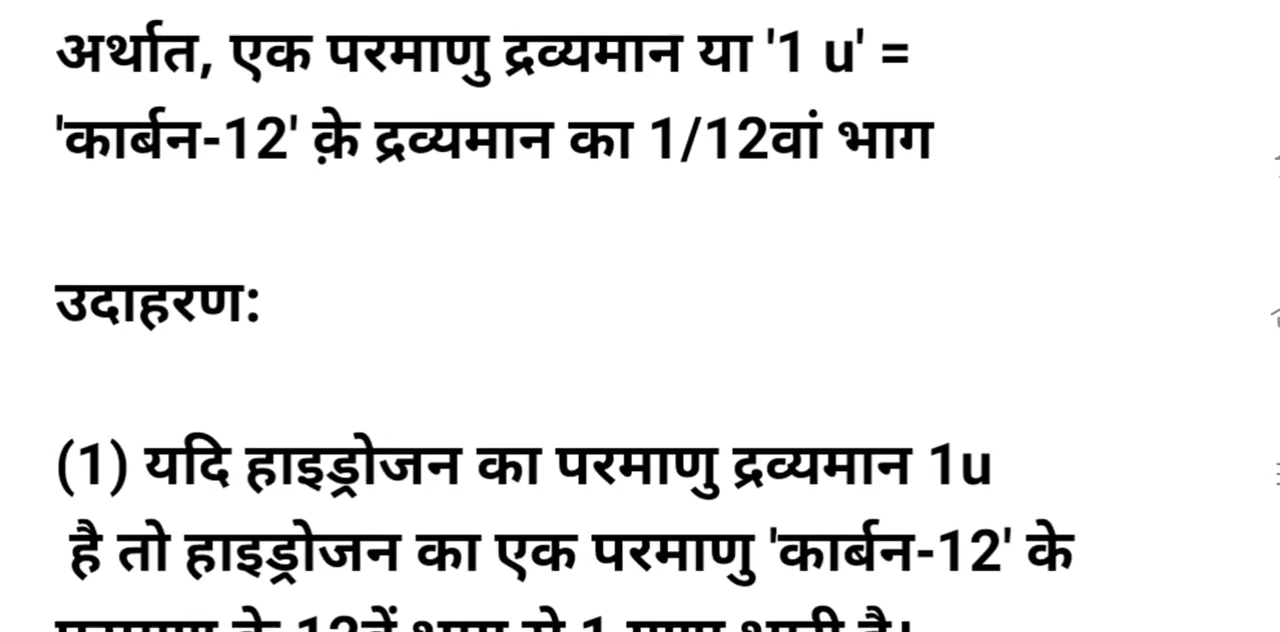 अर्थात, एक परमाणु द्रव्यमान या '1 u' =
'कार्बन-12' क़े द्रव्यमान का 1/12वां भाग
उदाहरण:
(1) यदि हाइड्रोजन का परमाणु द्रव्यमान 1u
है तो हाइड्रोजन का एक परमाणु 'कार्बन-12' के